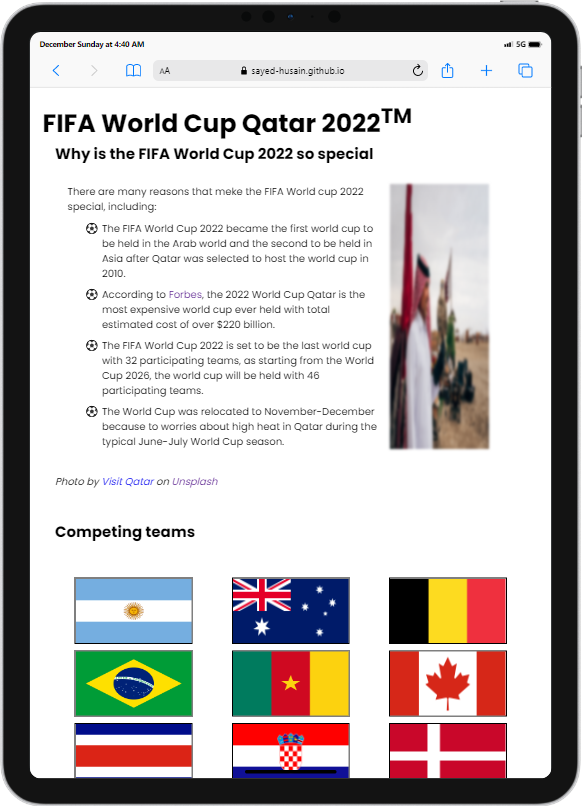 December Sunday at 4:40 AM
5G
AA
sayed-husain.github.io
FIFA World Cup Qatar 2022TM
Why is the FIFA World Cup 2022 so special
There are many reasons that meke the FIFA World cup 2022
special, including:
The FIFA World Cup 2022 became the first world cup to
be held in the Arab world and the second to be held in
Asia after Qatar was selected to host the world cup in
2010.
According to Forbes, the 2022 World Cup Qatar is the
most expensive world cup ever held with total
estimated cost of over $220 billion.
The FIFA World Cup 2022 is set to be the last world cup
with 32 participating teams, as starting from the World
Cup 2026, the world cup will be held with 46
participating teams.
The World Cup was relocated to November-December
because to worries about high heat in Qatar during the
typical June-July World Cup season.
Photo by Visit Qatar on Unsplash
Competing teams